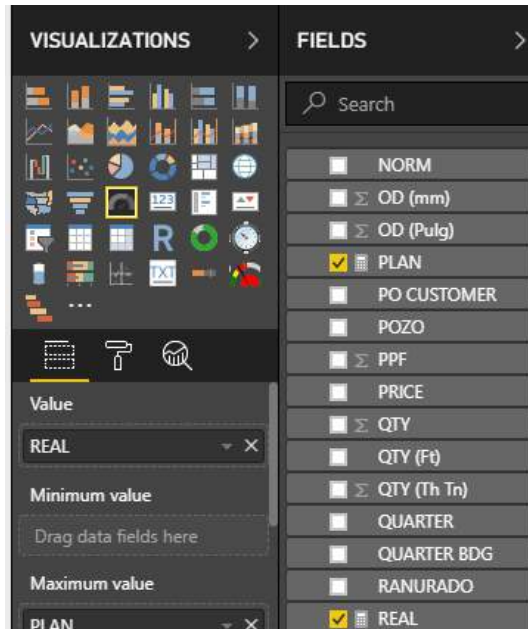 VISUALIZATIONS
FIELDS
Search
123
R
TXT
Value
REAL
Minimum value
Drag data fields here
Maximum value
PLAN
NORM
Σ OD (mm)
Σ OD (Pulg)
PLAN
PO CUSTOMER
POZO
Σ PPF
PRICE
Σ QTY
QTY (Ft)
Σ QTY (Th Tn)
QUARTER
QUARTER BDG
RANURADO
REAL